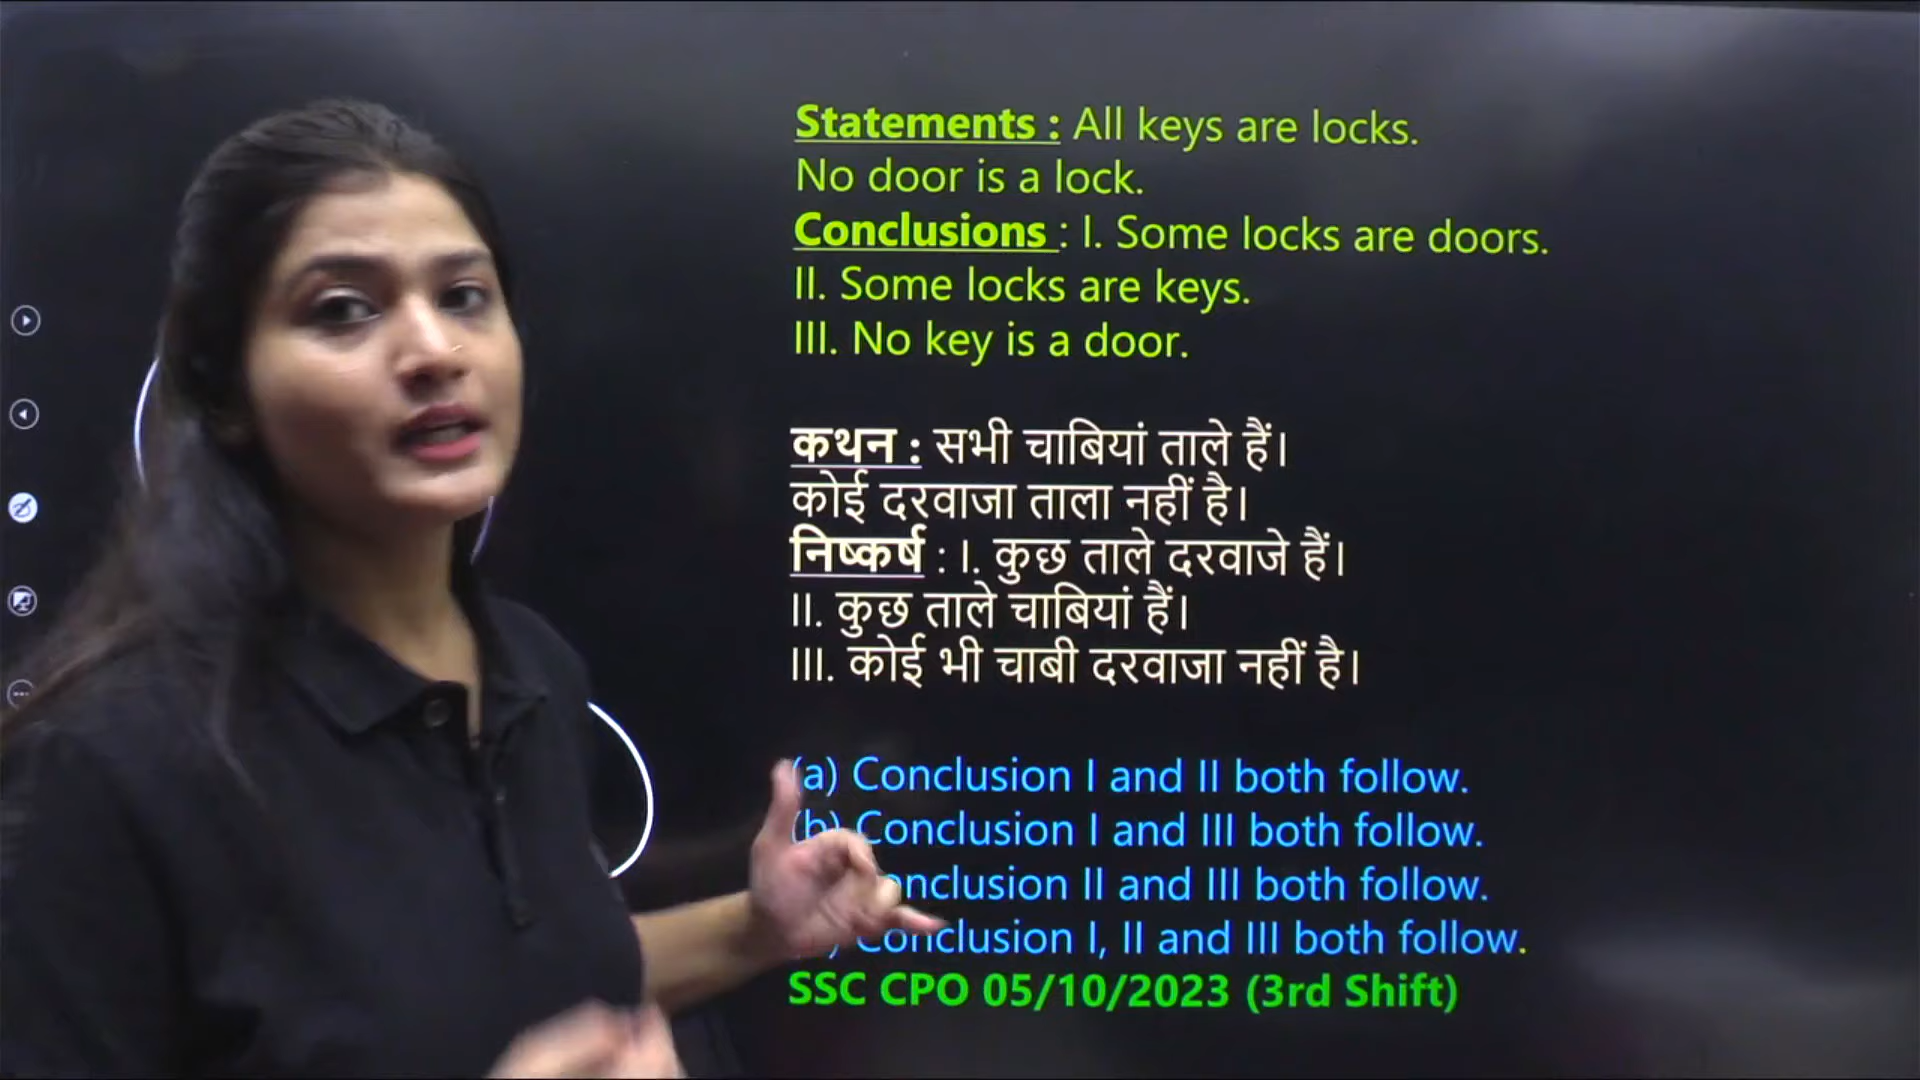 Statements : All keys are locks.
No door is a lock.
Conclusions : I. Some locks are doors.
II. Some locks are keys.
III. No key is a door.
कथन : सभी चाबियां ताले हैं।
कोई दरवाजा ताला नहीं है।
निष्कर्ष : I. कुछ ताले दरवाजे हैं।
II. कुछ ताले चाबियां हैं।
III. कोई भी चाबी दरवाजा नहीं है।
(a) Conclusion I and II both follow.
(b) Conclusion I and III both follow.
II and III both follow.
Conclusion I, II and III both follow.
SSC CPO 05/10/2023 (3rd Shift)